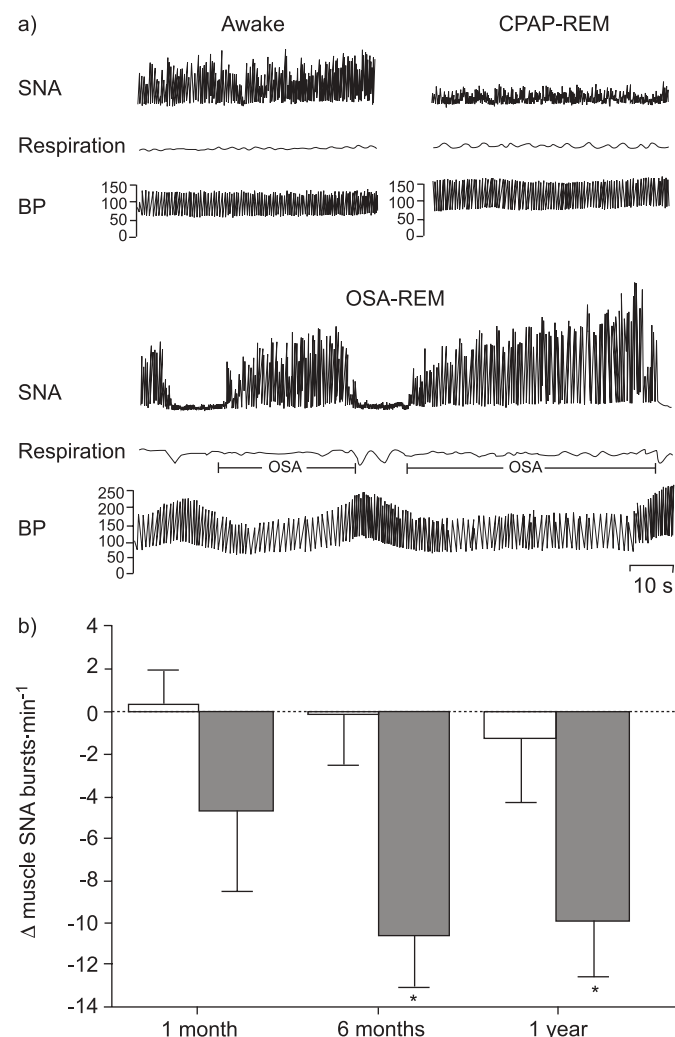 a)
Awake
CPAP-REM
SNA
Respiration
BP
150
100
50
0
150
100
50
0
OSA-REM
SNA
Respiration
OSA
OSA
BP
250
200
150
100
50
0
10 s
b)
Δ muscle SNA bursts·min⁻¹
4
2
0
-2
-4
-6
-8
-10
-12
-14
*
*
1 month
6 months
1 year